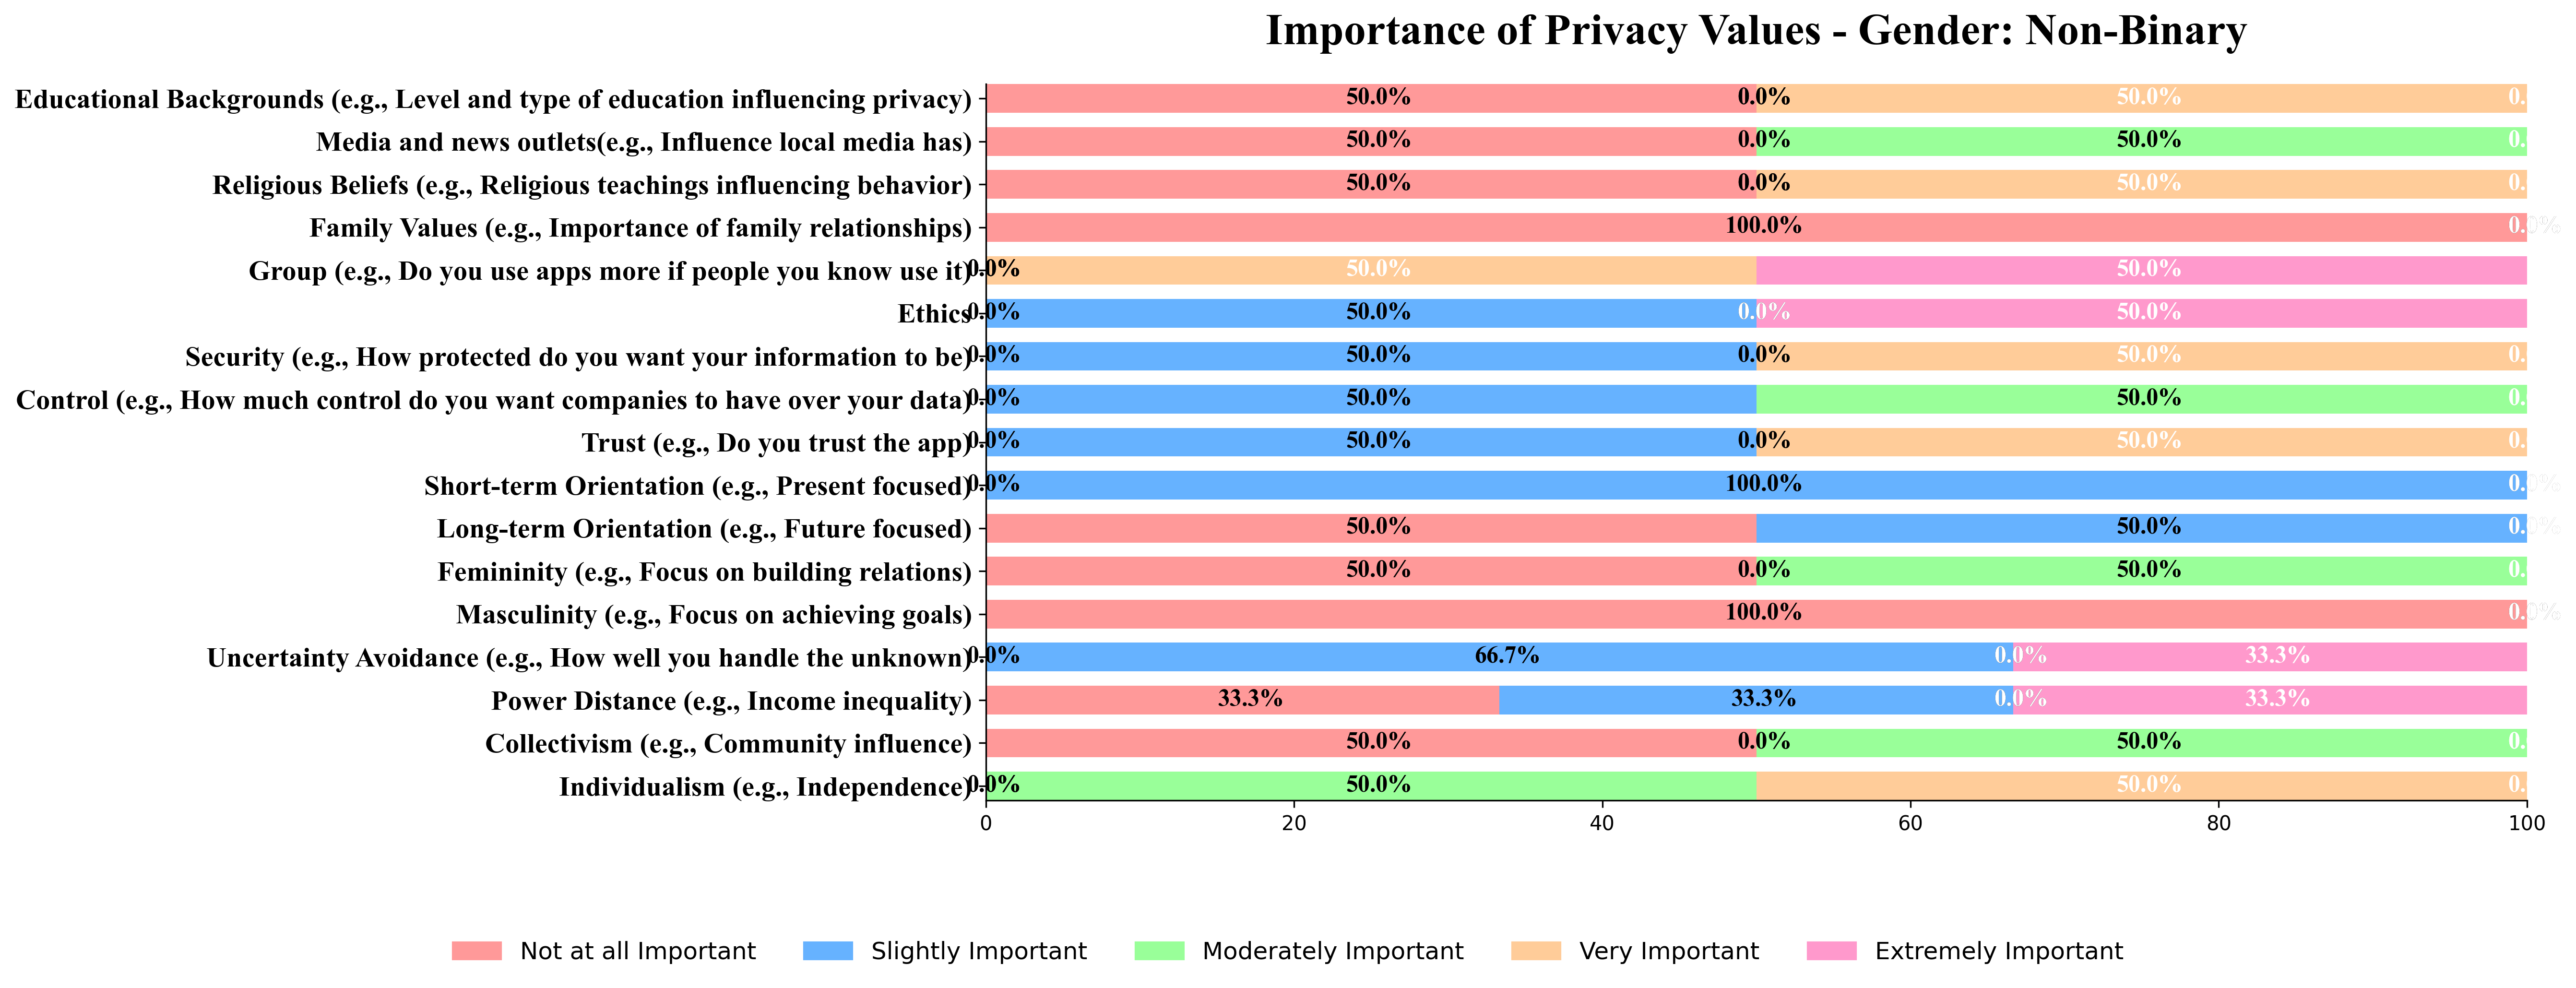 Importance of Privacy Values - Gender: Non-Binary
Educational Backgrounds (e.g., Level and type of education influencing privacy) 50.0% 0.0% 50.0% 0.
Media and news outlets(e.g., Influence local media has) 50.0% 0.0% 50.0% 0.
Religious Beliefs (e.g., Religious teachings influencing behavior) 50.0% 0.0% 50.0% 0.
Family Values (e.g., Importance of family relationships) 100.0% 0.0%
Group (e.g., Do you use apps more if people you know use it) 0.0% 50.0% 50.0%
Ethics 0.0% 50.0% 0.0% 50.0%
Security (e.g., How protected do you want your information to be) 0.0% 50.0% 0.0% 50.0% 0.
Control (e.g., How much control do you want companies to have over your data) 0.0% 50.0% 50.0% 0.
Trust (e.g., Do you trust the app) 0.0% 50.0% 0.0% 50.0% 0.
Short-term Orientation (e.g., Present focused) 0.0% 100.0% 0.0%
Long-term Orientation (e.g., Future focused) 50.0% 50.0% 0.0%
Femininity (e.g., Focus on building relations) 50.0% 0.0% 50.0% 0.
Masculinity (e.g., Focus on achieving goals) 100.0% 0.0%
Uncertainty Avoidance (e.g., How well you handle the unknown) 0.0% 66.7% 0.0% 33.3%
Power Distance (e.g., Income inequality) 33.3% 33.3% 0.0% 33.3%
Collectivism (e.g., Community influence) 50.0% 0.0% 50.0% 0.
Individualism (e.g., Independence) 0.0% 50.0% 50.0% 0.
0 20 40 60 80 100
Not at all Important Slightly Important Moderately Important Very Important Extremely Important